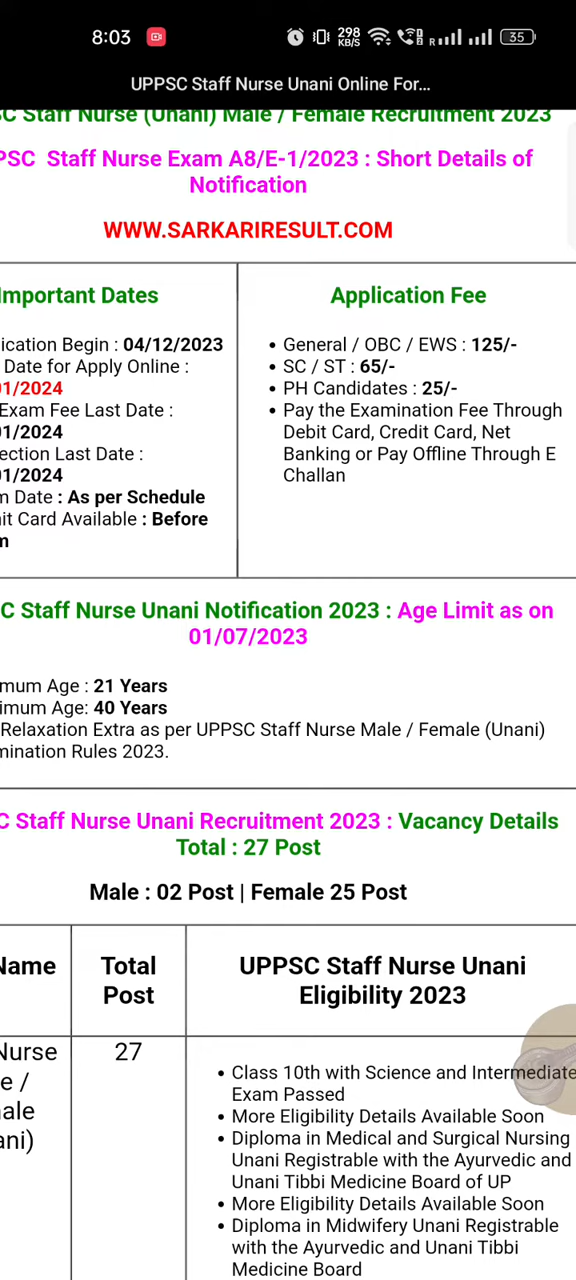 8:03
298
KB/S
R
35
UPPSC Staff Nurse Unani Online For...
SC Staff Nurse (Unani) Male / Female Recruitment 2023
PSC Staff Nurse Exam A8/E-1/2023 : Short Details of
Notification
WWW.SARKARIRESULT.COM
Important Dates
ication Begin : 04/12/2023
Date for Apply Online :
01/2024
Exam Fee Last Date :
01/2024
ection Last Date :
01/2024
m Date : As per Schedule
it Card Available : Before
m
Application Fee
• General / OBC / EWS : 125/-
• SC / ST : 65/-
• PH Candidates : 25/-
• Pay the Examination Fee Through
Debit Card, Credit Card, Net
Banking or Pay Offline Through E
Challan
C Staff Nurse Unani Notification 2023 : Age Limit as on
01/07/2023
mum Age : 21 Years
imum Age: 40 Years
Relaxation Extra as per UPPSC Staff Nurse Male / Female (Unani)
mination Rules 2023.
C Staff Nurse Unani Recruitment 2023 : Vacancy Details
Total : 27 Post
Male : 02 Post | Female 25 Post
Name
Total
Post
UPPSC Staff Nurse Unani
Eligibility 2023
Nurse
e /
ale
ani)
27
• Class 10th with Science and Intermediate
Exam Passed
• More Eligibility Details Available Soon
• Diploma in Medical and Surgical Nursing
Unani Registrable with the Ayurvedic and
Unani Tibbi Medicine Board of UP
• More Eligibility Details Available Soon
• Diploma in Midwifery Unani Registrable
with the Ayurvedic and Unani Tibbi
Medicine Board